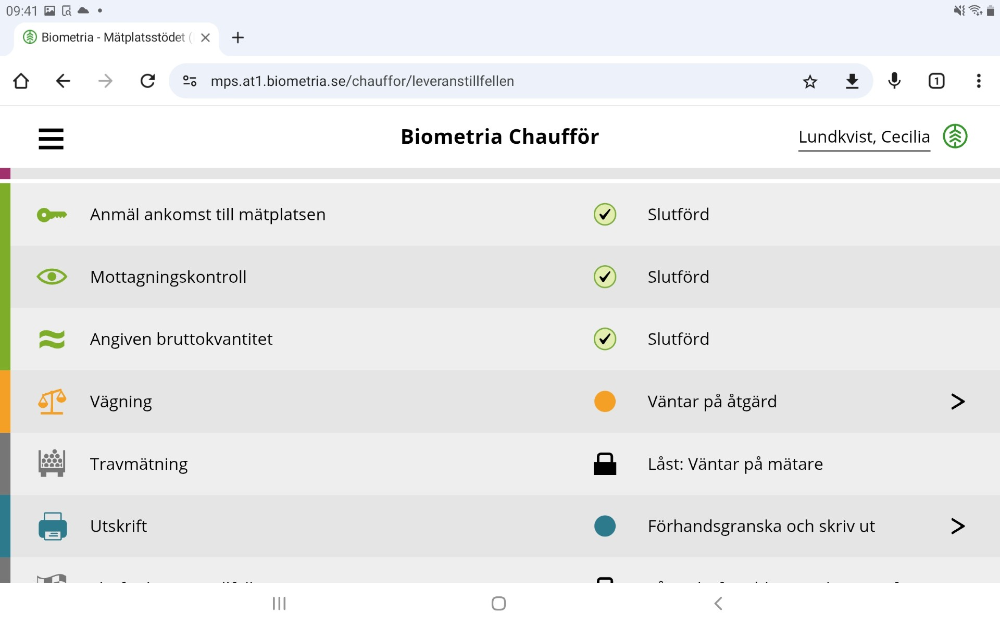 09:41
Biometria - Mätplatsstödet (
mps.at1.biometria.se/chauffor/leveranstillfellen
1
Biometria Chaufför
Lundkvist, Cecilia
Anmäl ankomst till mätplatsen
Slutförd
Mottagningskontroll
Slutförd
Angiven bruttokvantitet
Slutförd
Vägning
Väntar på åtgärd
Travmätning
Låst: Väntar på mätare
Utskrift
Förhandsgranska och skriv ut